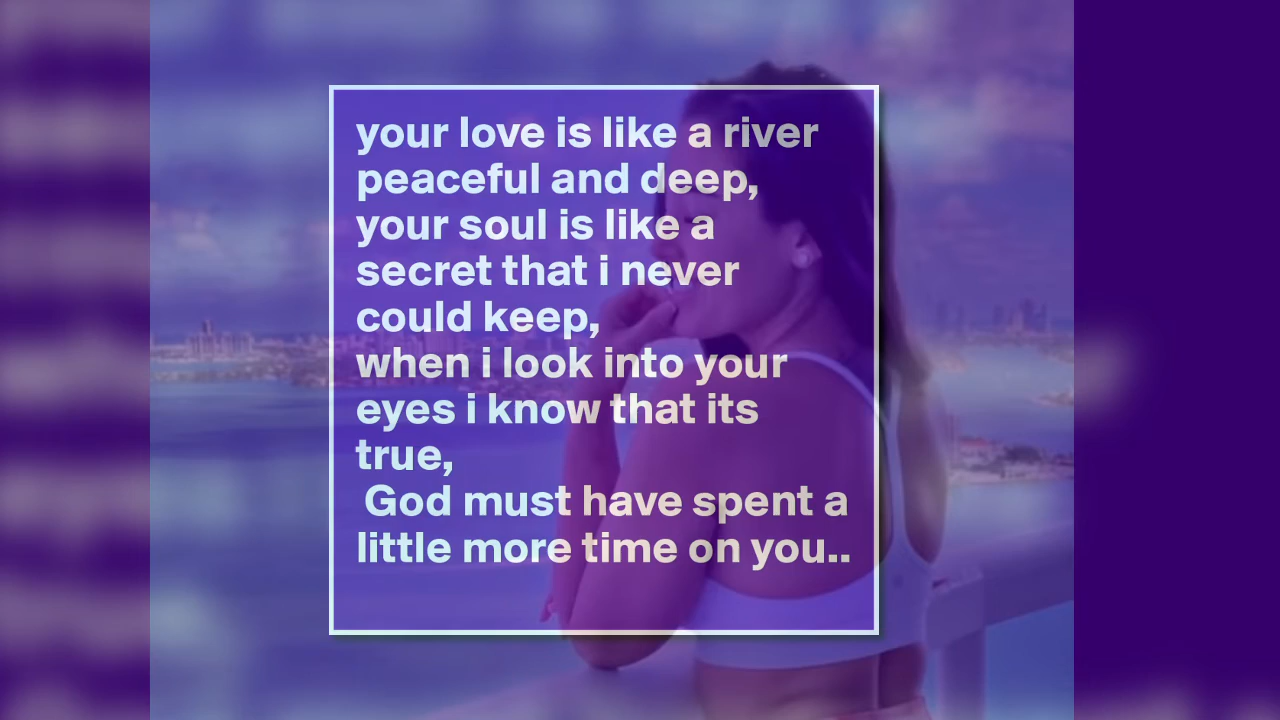 your love is like a river
peaceful and deep,
your soul is like a
secret that i never
could keep,
when i look into your
eyes i know that its
true,
God must have spent a
little more time on you..